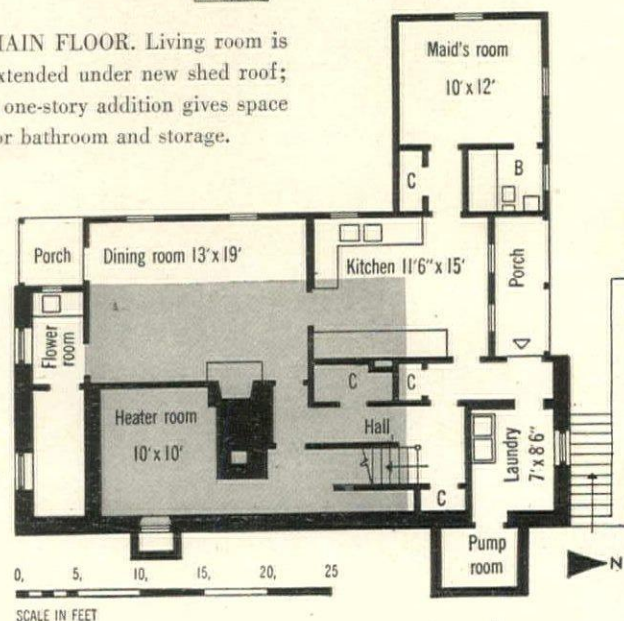 MAIN FLOOR. Living room is
extended under new shed roof;
one-story addition gives space
or bathroom and storage.
Maid's room
10' x 12'
C
B
Porch
Dining room 13' x 19'
Kitchen 11'6" x 15'
Porch
Flower
room
C
C
Heater room
10' x 10'
Hall
Laundry
7' x 8'6"
C
Pump
room
N
0, 5, 10, 15, 20, 25
SCALE IN FEET